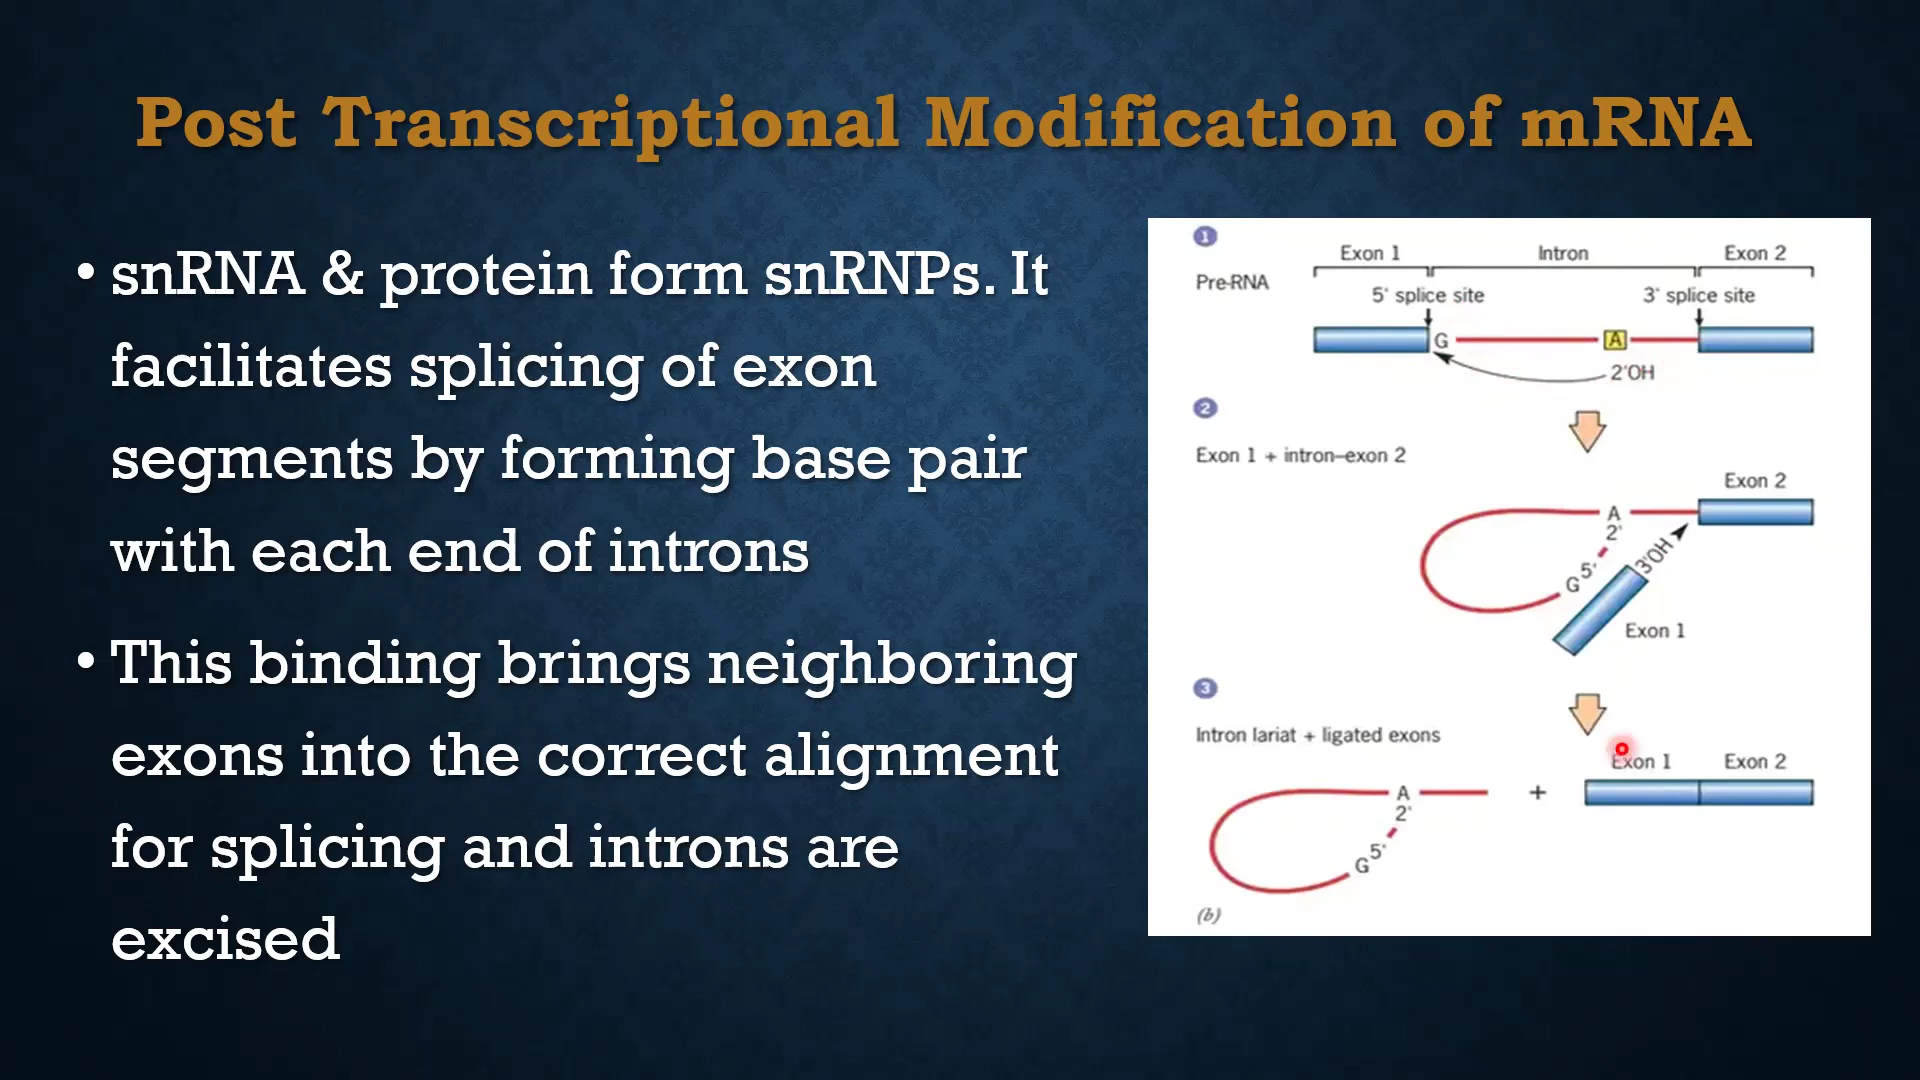 Post Transcriptional Modification of mRNA
• snRNA & protein form snRNPs. It
facilitates splicing of exon
segments by forming base pair
with each end of introns
• This binding brings neighboring
exons into the correct alignment
for splicing and introns are
excised
1
Exon 1 Intron Exon 2
Pre-RNA
5' splice site 3' splice site
G A
2'OH
2
Exon 1 + intron–exon 2
Exon 2
A
2'
3'OH
G 5'
Exon 1
3
Intron lariat + ligated exons
Exon 1 Exon 2
A +
2'
G 5'
(b)